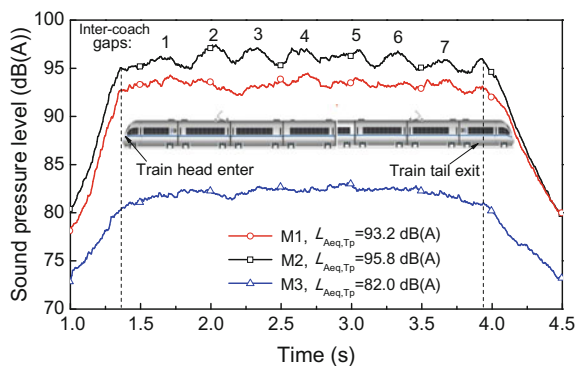 Inter-coach
gaps: 1 2 3 4 5 6 7
Sound pressure level (dB(A))
100
95
90
85
80
75
70
Train head enter
Train tail exit
M1, L_Aeq,Tp=93.2 dB(A)
M2, L_Aeq,Tp=95.8 dB(A)
M3, L_Aeq,Tp=82.0 dB(A)
1.0 1.5 2.0 2.5 3.0 3.5 4.0 4.5
Time (s)